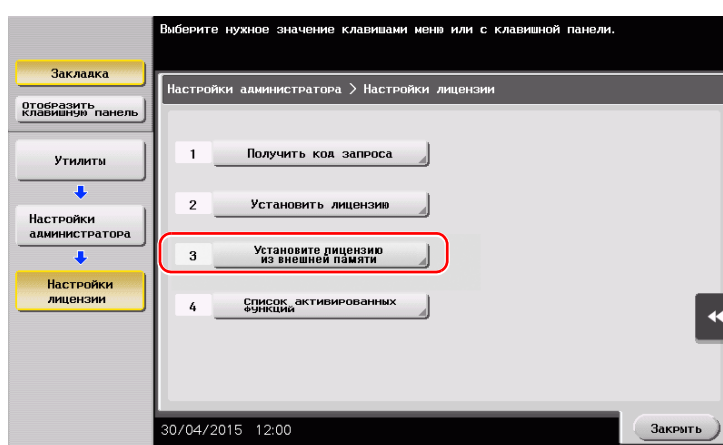 Выберите нужное значение клавишами меню или с клавишной панели.
Закладка
Отобразить
клавишную панель
Утилиты
Настройки
администратора
Настройки
лицензии
Настройки администратора > Настройки лицензии
1 Получить код запроса
2 Установить лицензию
3 Установите лицензию
из внешней памяти
4 Список активированных
функций
30/04/2015 12:00
Закрыть